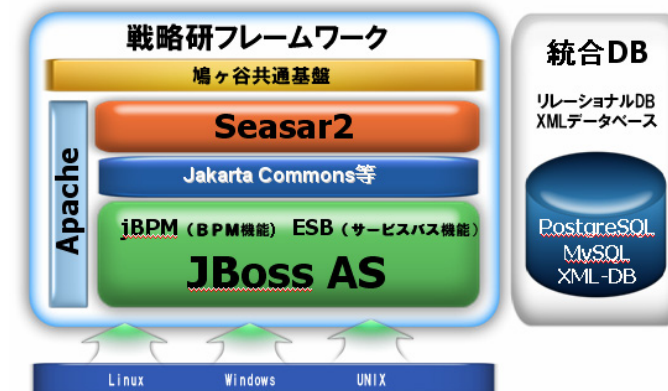 戦略研フレームワーク
鳩ヶ谷共通基盤
Apache
Seasar2
Jakarta Commons等
jBPM（BPM機能） ESB（サービスバス機能）
JBoss AS
Linux Windows UNIX
統合DB
リレーショナルDB
XMLデータベース
PostgreSQL
MySQL
XML-DB